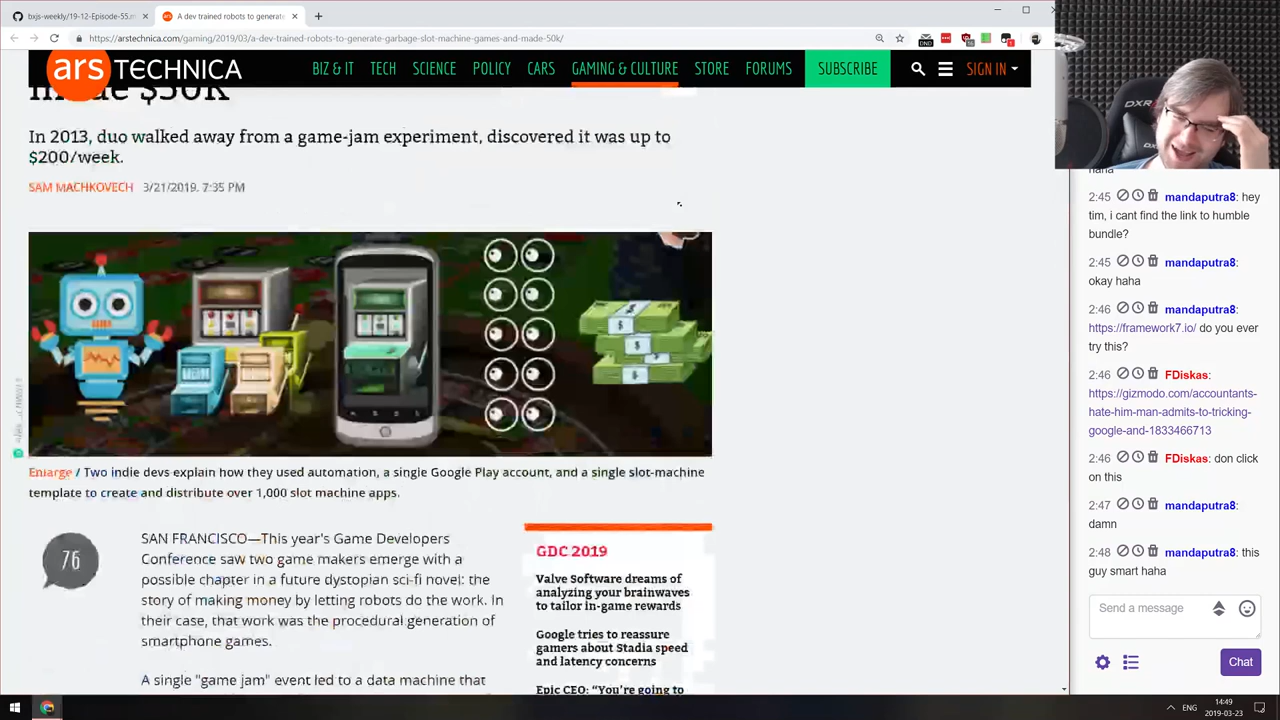 bxjs-weekly/19-12-Episode-55.m
A dev trained robots to generate
https://arstechnica.com/gaming/2019/03/a-dev-trained-robots-to-generate-garbage-slot-machine-games-and-made-50k/
ars TECHNICA
BIZ & IT TECH SCIENCE POLICY CARS GAMING & CULTURE STORE FORUMS SUBSCRIBE SIGN IN
made $50K
In 2013, duo walked away from a game-jam experiment, discovered it was up to
$200/week.
SAM MACHKOVECH 3/21/2019, 7:35 PM
Enlarge / Two indie devs explain how they used automation, a single Google Play account, and a single slot-machine
template to create and distribute over 1,000 slot machine apps.
76
SAN FRANCISCO—This year's Game Developers
Conference saw two game makers emerge with a
possible chapter in a future dystopian sci-fi novel: the
story of making money by letting robots do the work. In
their case, that work was the procedural generation of
smartphone games.
A single "game jam" event led to a data machine that
GDC 2019
Valve Software dreams of
analyzing your brainwaves
to tailor in-game rewards
Google tries to reassure
gamers about Stadia speed
and latency concerns
Epic CEO: “You’re going to
DXR
DXR
haha
2:45 mandaputra8: hey
tim, i cant find the link to humble
bundle?
2:45 mandaputra8:
okay haha
2:46 mandaputra8:
https://framework7.io/ do you ever
try this?
2:46 FDiskas:
https://gizmodo.com/accountants-
hate-him-man-admits-to-tricking-
google-and-1833466713
2:46 FDiskas: don click
on this
2:47 mandaputra8:
damn
2:48 mandaputra8: this
guy smart haha
Send a message
Chat
ENG
14:49
2019-03-23